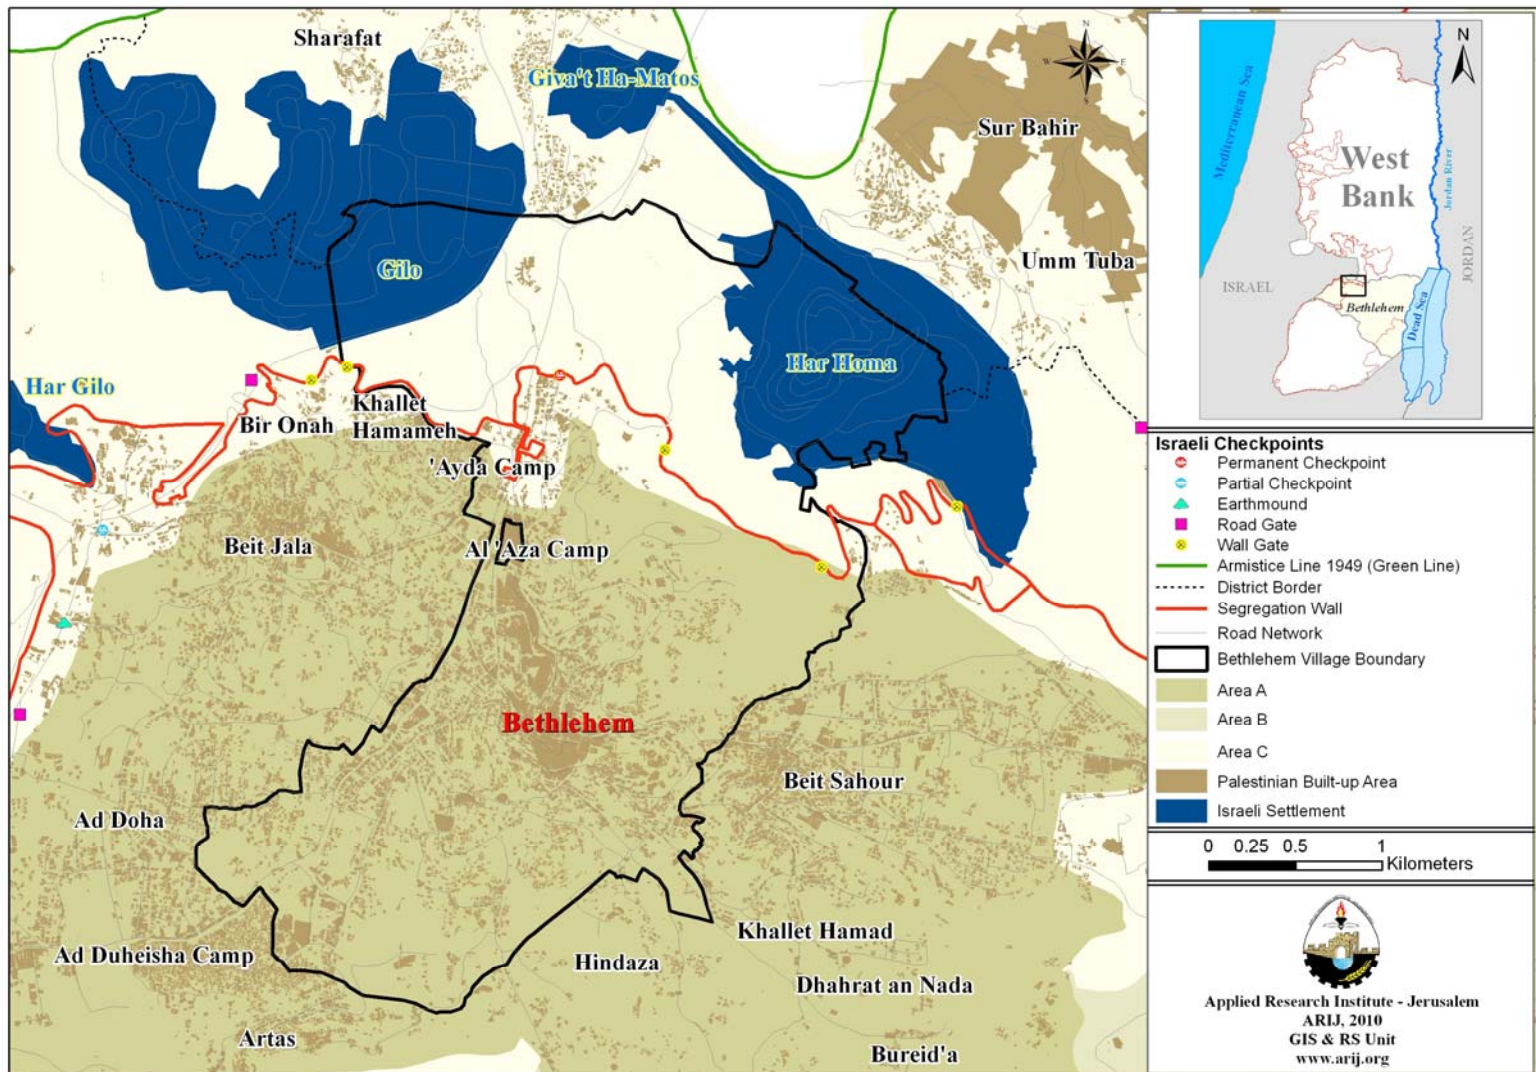 Sharafat
Giva't Ha-Matos
N
W
E
S
Sur Bahir
Umm Tuba
Gilo
Har Homa
Har Gilo
Bir Onah
Khallet
Hamameh
'Ayda Camp
Beit Jala
Al 'Aza Camp
Bethlehem
Beit Sahour
Ad Doha
Ad Duheisha Camp
Khallet Hamad
Hindaza
Dhahrat an Nada
Artas
Bureid'a
N
Mediterranean Sea
West
Bank
Jordan River
JORDAN
ISRAEL
Bethlehem
Dead Sea
Israeli Checkpoints
Permanent Checkpoint
Partial Checkpoint
Earthmound
Road Gate
Wall Gate
Armistice Line 1949 (Green Line)
District Border
Segregation Wall
Road Network
Bethlehem Village Boundary
Area A
Area B
Area C
Palestinian Built-up Area
Israeli Settlement
0 0.25 0.5 1
Kilometers
Applied Research Institute - Jerusalem
ARIJ, 2010
GIS & RS Unit
www.arij.org